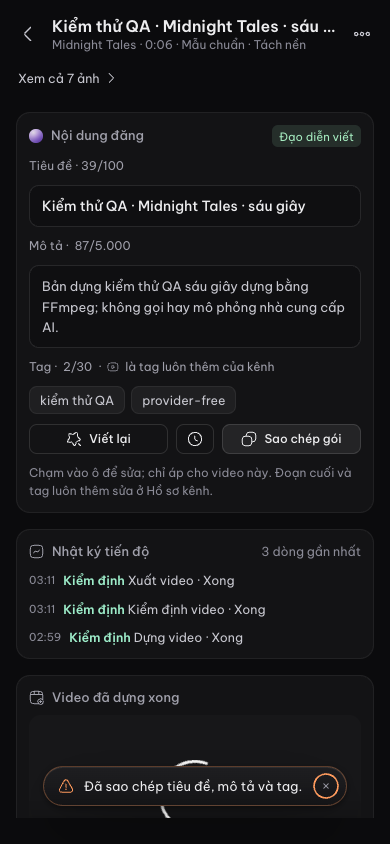 Kiểm thử QA · Midnight Tales · sáu ...
Midnight Tales · 0:06 · Mẫu chuẩn · Tách nền
Xem cả 7 ảnh
Nội dung đăng
Đạo diễn viết
Tiêu đề · 39/100
Kiểm thử QA · Midnight Tales · sáu giây
Mô tả · 87/5.000
Bản dựng kiểm thử QA sáu giây dựng bằng
FFmpeg; không gọi hay mô phỏng nhà cung cấp
AI.
Tag · 2/30 · là tag luôn thêm của kênh
kiểm thử QA
provider-free
Viết lại
Sao chép gói
Chạm vào ô để sửa; chỉ áp cho video này. Đoạn cuối và
tag luôn thêm sửa ở Hồ sơ kênh.
Nhật ký tiến độ
3 dòng gần nhất
03:11 Kiểm định Xuất video · Xong
03:11 Kiểm định Kiểm định video · Xong
02:59 Kiểm định Dựng video · Xong
Video đã dựng xong
Đã sao chép tiêu đề, mô tả và tag.